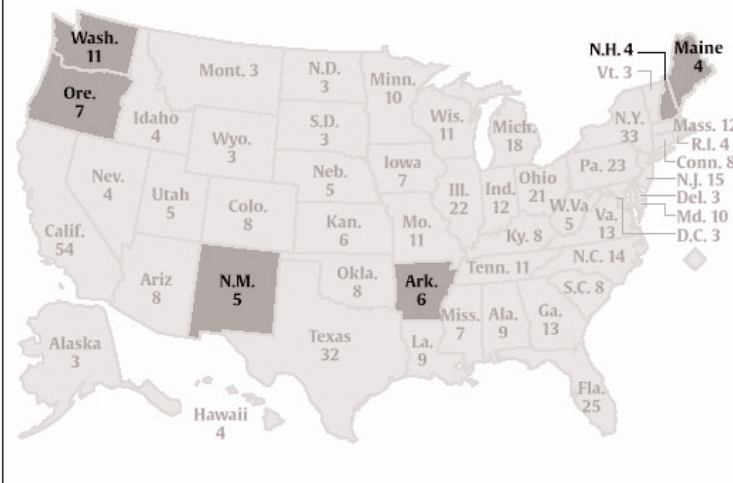 Wash.
11
Ore.
7
Mont. 3
Idaho
4
Wyo.
3
N.D.
3
S.D.
3
Neb.
5
Kan.
6
Minn.
10
Iowa
7
Mo.
11
Wis.
11
Ill.
22
Mich.
18
Ind.
12
Ohio
21
Ky. 8
Tenn. 11
W.Va
5
Va.
13
N.C. 14
S.C. 8
Ga.
13
Fla.
25
Ala.
9
Miss.
7
La.
9
Ark.
6
Okla.
8
Texas
32
N.M.
5
Colo.
8
Utah
5
Ariz
8
Nev.
4
Calif.
54
Alaska
3
Hawaii
4
Pa. 23
N.Y.
33
Vt. 3
N.H. 4
Maine
4
Mass. 12
R.I. 4
Conn. 8
N.J. 15
Del. 3
Md. 10
D.C. 3